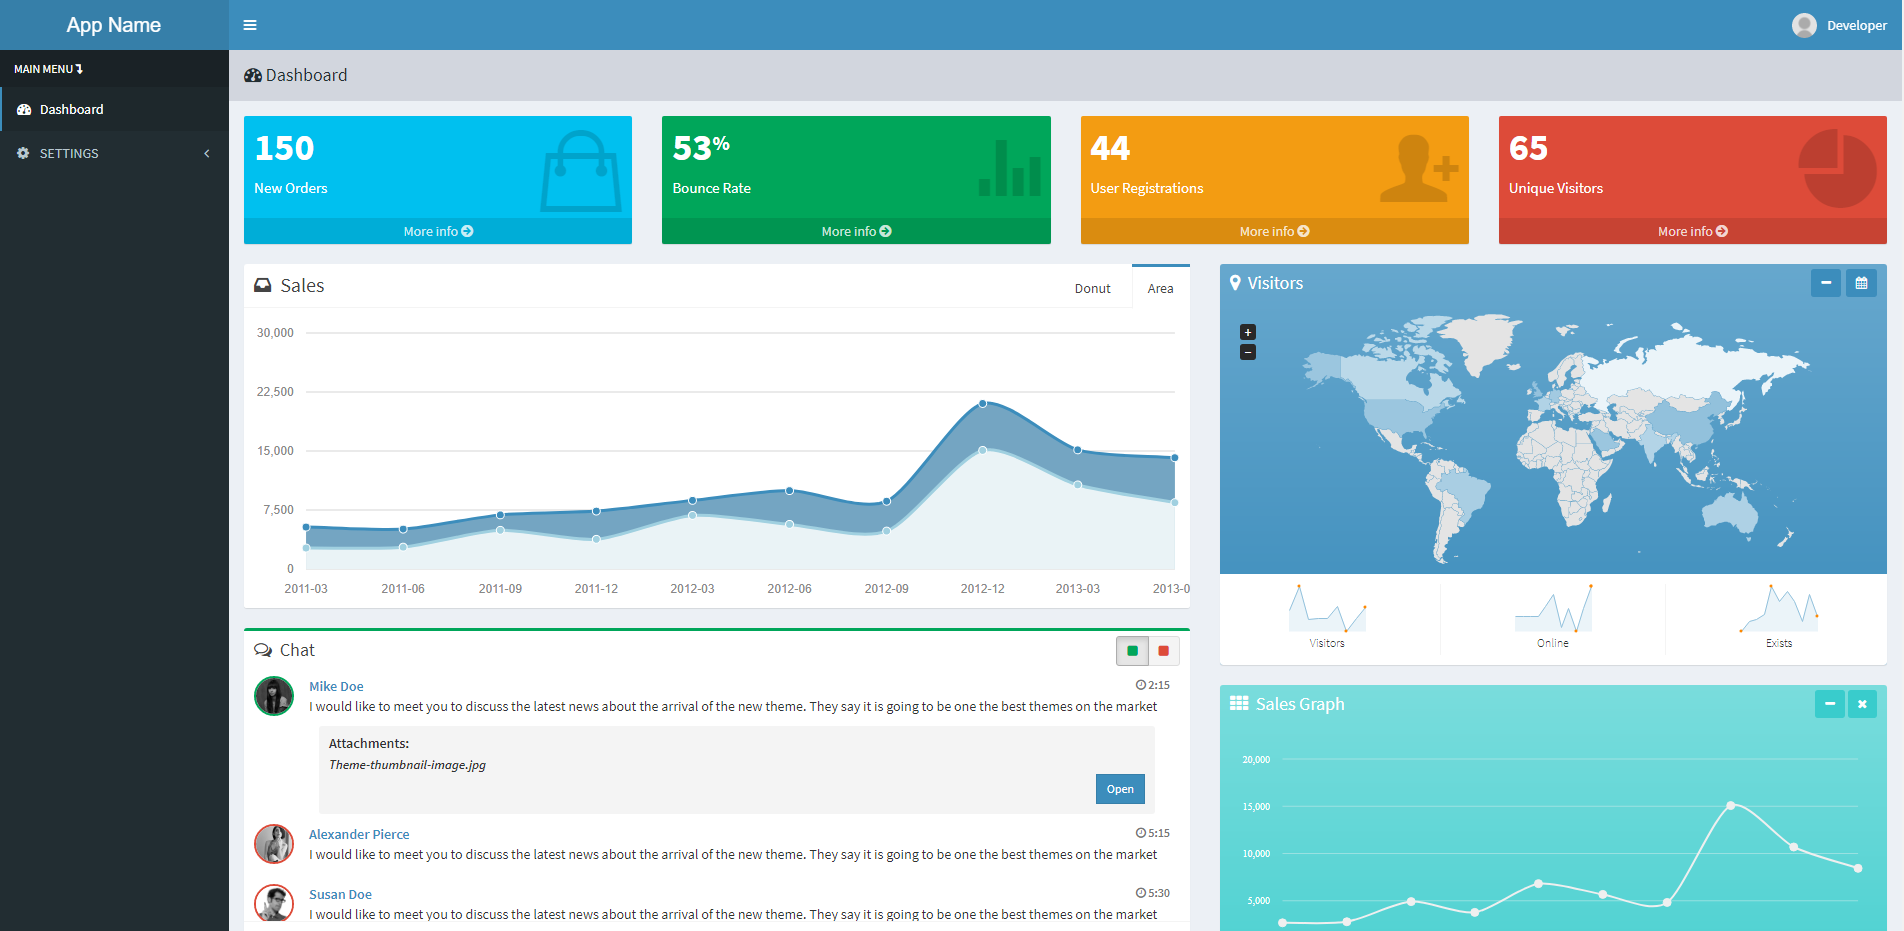 App Name
Developer
MAIN MENU
Dashboard
SETTINGS
Dashboard
150
New Orders
More info
53%
Bounce Rate
More info
44
User Registrations
More info
65
Unique Visitors
More info
Sales
Donut
Area
30,000
22,500
15,000
7,500
0
2011-03 2011-06 2011-09 2011-12 2012-03 2012-06 2012-09 2012-12 2013-03 2013-0
Visitors
+
−
Visitors
Online
Exists
Chat
Mike Doe
2:15
I would like to meet you to discuss the latest news about the arrival of the new theme. They say it is going to be one the best themes on the market
Attachments:
Theme-thumbnail-image.jpg
Open
Alexander Pierce
5:15
I would like to meet you to discuss the latest news about the arrival of the new theme. They say it is going to be one the best themes on the market
Susan Doe
5:30
I would like to meet you to discuss the latest news about the arrival of the new theme. They say it is going to be one the best themes on the market
Sales Graph
20,000
15,000
10,000
5,000